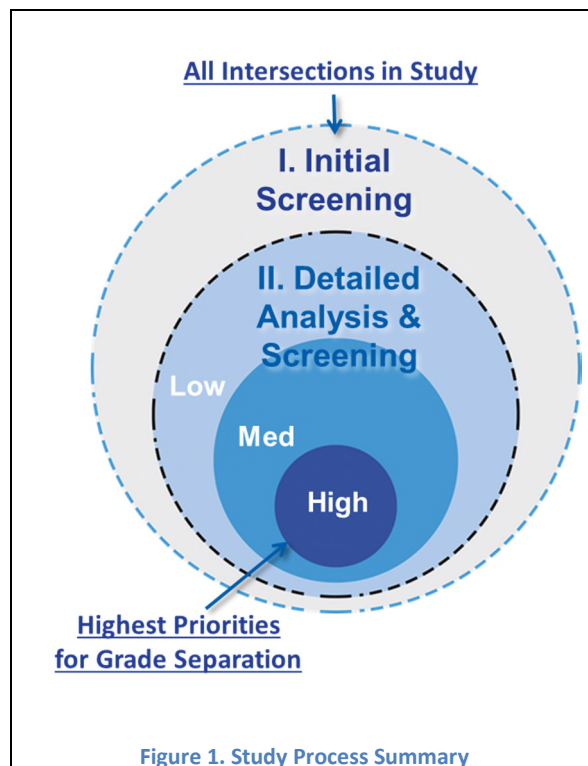 All Intersections in Study
I. Initial
Screening
II. Detailed
Analysis &
Screening
Low
Med
High
Highest Priorities
for Grade Separation
Figure 1. Study Process Summary